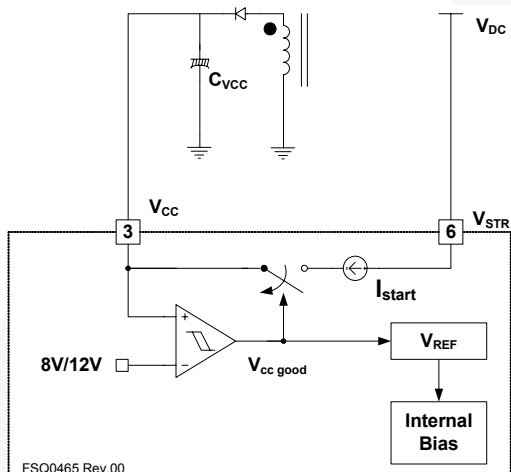 V_DC
C_VCC
V_CC
V_STR
3
6
I_start
+
8V/12V
−
V_cc good
V_REF
Internal
Bias
FSQ0465 Rev.00